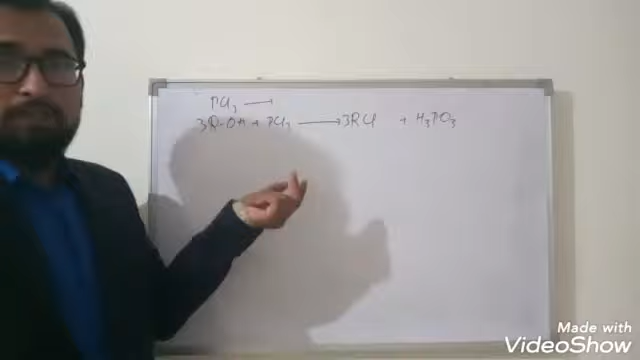 PCl₃ ⟶
3R-OH + PCl₃ ⟶ 3RCl + H₃PO₃
Made with
VideoShow